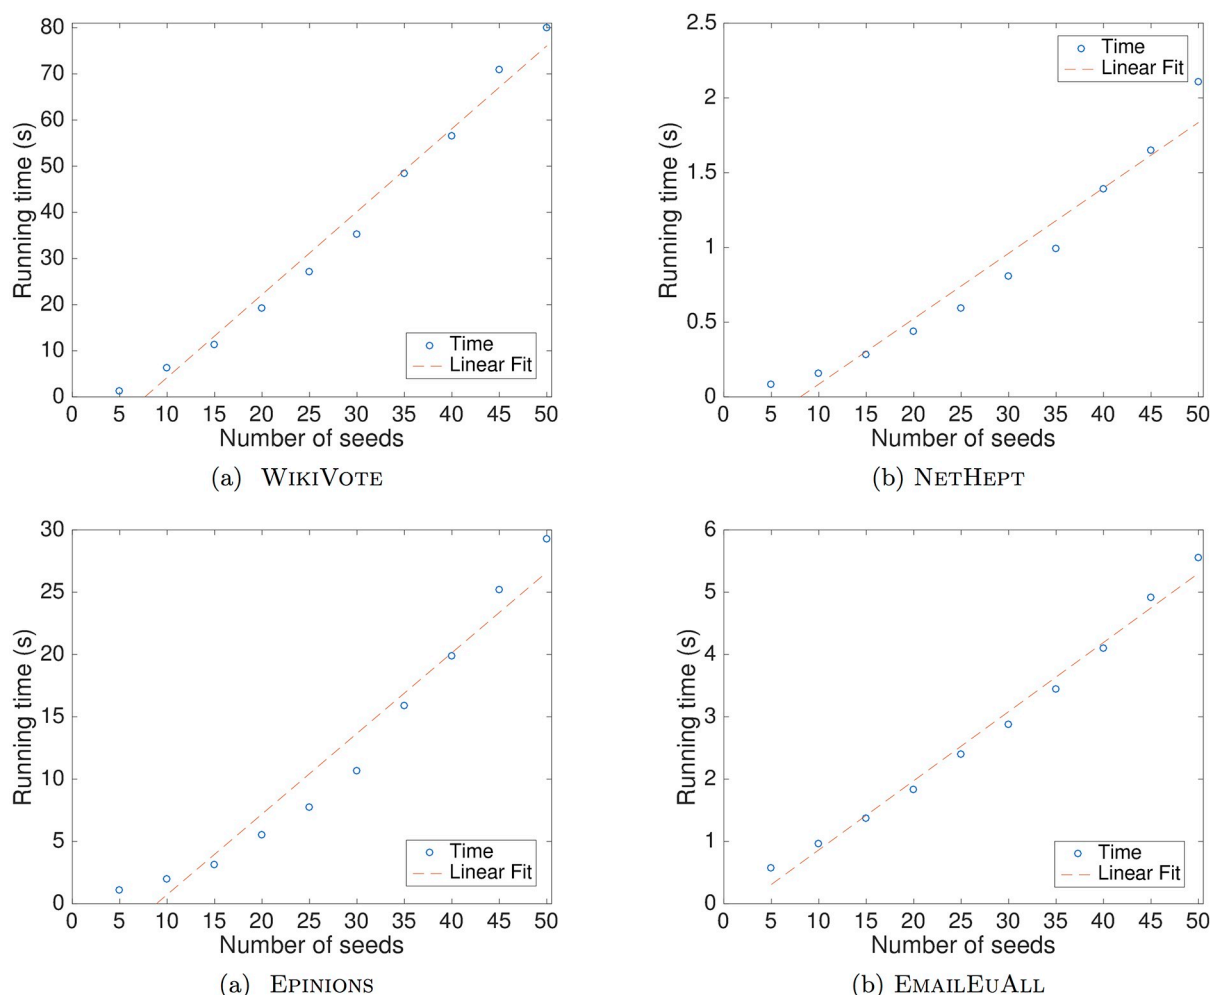 80
70
60
50
40
30
20
10
0
Running time (s)
Time
Linear Fit
0 5 10 15 20 25 30 35 40 45 50
Number of seeds
(a) WIKIVOTE
2.5
2
1.5
1
0.5
0
Running time (s)
Time
Linear Fit
0 5 10 15 20 25 30 35 40 45 50
Number of seeds
(b) NETHEPT
30
25
20
15
10
5
0
Running time (s)
Time
Linear Fit
0 5 10 15 20 25 30 35 40 45 50
Number of seeds
(a) EPINIONS
6
5
4
3
2
1
0
Running time (s)
Time
Linear Fit
0 5 10 15 20 25 30 35 40 45 50
Number of seeds
(b) EMAILEUALL